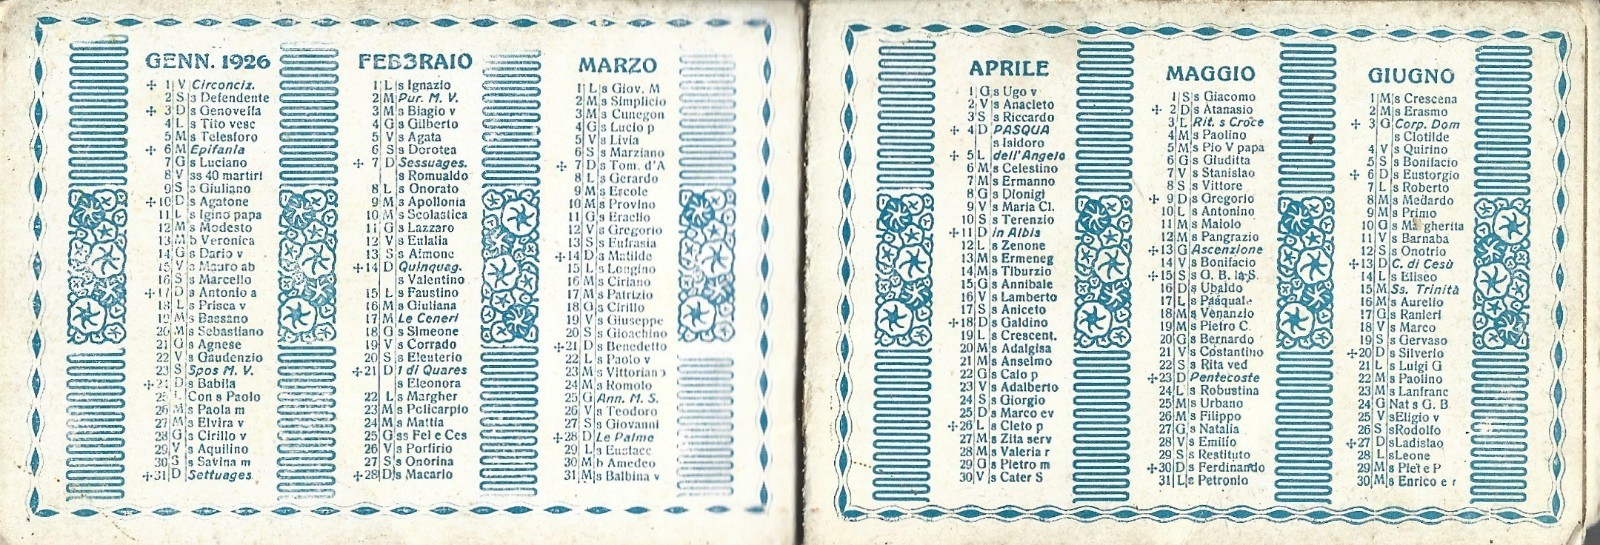 GENN. 1926
✢ 1 V Circonciz.
2 S s Defendente
✢ 3 D s Genoveffa
4 L s Tito vesc
5 M s Telesforo
✢ 6 M Epifania
7 G s Luciano
8 V ss 40 martiri
9 S s Giuliano
✢ 10 D s Agatone
11 L s Igino papa
12 M s Modesto
13 M b Veronica
14 G s Dario v
15 V s Mauro ab
16 S s Marcello
✢ 17 D s Antonio a
18 L s Prisca v
19 M s Bassano
20 M s Sebastiano
21 G s Agnese
22 V s Gaudenzio
23 S Spos M. V.
✢ 24 D s Babila
25 L Con s Paolo
26 M s Paola m
27 M s Elvira v
28 G s Cirillo v
29 V s Aquilino
30 S s Savina m
✢ 31 D Settuages.
FEBBRAIO
1 L s Ignazio
2 M Pur. M. V.
3 M s Biagio v
4 G s Gilberto
5 V s Agata
6 S s Dorotea
✢ 7 D Sessuages.
s Romualdo
8 L s Onorato
9 M s Apollonia
10 M s Scolastica
11 G s Lazzaro
12 V s Eulalia
13 S s Aimone
✢ 14 D Quinquag.
s Valentino
15 L s Faustino
16 M s Giuliana
17 M Le Ceneri
18 G s Simeone
19 V s Corrado
20 S s Eleuterio
✢ 21 D I di Quares
s Eleonora
22 L s Margher
23 M s Policarpio
24 M s Mattia
25 G ss Fel e Ces
26 V s Porfirio
27 S s Onorina
✢ 28 D s Macario
MARZO
1 L s Giov. M
2 M s Simplicio
3 M s Cunegon
4 G s Lucio p
5 V s Livia
6 S s Marziano
✢ 7 D s Tom. d'A
8 L s Gerardo
9 M s Ercole
10 M s Provino
11 G s Eraclio
12 V s Gregorio
13 S s Eufrasia
✢ 14 D s Matilde
15 L s Longino
16 M s Ciriano
17 M s Patrizio
18 G s Cirillo
19 V s Giuseppe
20 S s Gioachino
✢ 21 D s Benedetto
22 L s Paolo v
23 M s Vittoriano
24 M s Romolo
25 G Ann. M. S.
26 V s Teodoro
27 S s Giovanni
✢ 28 D Le Palme
29 L s Eustace
30 M b Amedeo
31 M s Balbina v
APRILE
1 G s Ugo v
2 V s Anacleto
3 S s Riccardo
✢ 4 D PASQUA
s Isidoro
✢ 5 L dell'Angelo
6 M s Celestino
7 M s Ermanno
8 G s Dionigi
9 V s Maria Cl.
10 S s Terenzio
✢ 11 D in Albis
12 L s Zenone
13 M s Ermeneg
14 M s Tiburzio
15 G s Annibale
16 V s Lamberto
17 S s Aniceto
✢ 18 D s Galdino
19 L s Crescent.
20 M s Adalgisa
21 M s Anselmo
22 G s Caio p
23 V s Adalberto
24 S s Giorgio
25 D s Marco ev
✢ 26 L s Cleto p
27 M s Zita serv
28 M s Valeria r
29 G s Pietro m
30 V s Cater S
MAGGIO
1 S s Giacomo
✢ 2 D s Atanasio
3 L Rit. s Croce
4 M s Paolino
5 M s Pio V papa
6 G s Giuditta
7 V s Stanislao
8 S s Vittore
✢ 9 D s Gregorio
10 L s Antonino
11 M s Maiolo
12 M s Pangrazio
✢ 13 G Ascenzione
14 V s Bonifacio
✢ 15 S s G. B. la S.
16 D s Ubaldo
17 L s Pasquale
18 M s Venanzio
19 M s Pietro C.
20 G s Bernardo
21 V s Costantino
22 S s Rita ved
✢ 23 D Pentecoste
24 L s Robustina
25 M s Urbano
26 M s Filippo
27 G s Natalia
28 V s Emilio
29 S s Restituto
✢ 30 D s Ferdinando
31 L s Petronio
GIUGNO
1 M s Crescena
2 M s Erasmo
✢ 3 G Corp. Dom
s Clotilde
4 V s Quirino
5 S s Bonifacio
✢ 6 D s Eustorgio
7 L s Roberto
8 M s Medardo
9 M s Primo
10 G s Margherita
11 V s Barnaba
12 S s Onotrio
✢ 13 D C. di Cesù
14 L s Eliseo
15 M Ss. Trinità
16 M s Aurelio
17 G s Ranieri
18 V s Marco
19 S s Gervaso
✢ 20 D s Silverio
21 L s Luigi G
22 M s Paolino
23 M s Lanfranc
24 G Nat s G. B.
25 V s Eligio v
26 S s Rodolfo
✢ 27 D s Ladislao
28 L s Leone
29 M s Piet e P
30 M s Enrico e r